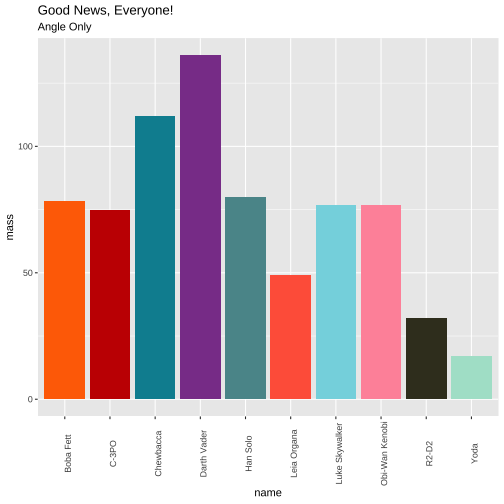 Good News, Everyone!
Angle Only
mass
100
50
0
Boba Fett
C-3PO
Chewbacca
Darth Vader
Han Solo
Leia Organa
Luke Skywalker
Obi-Wan Kenobi
R2-D2
Yoda
name